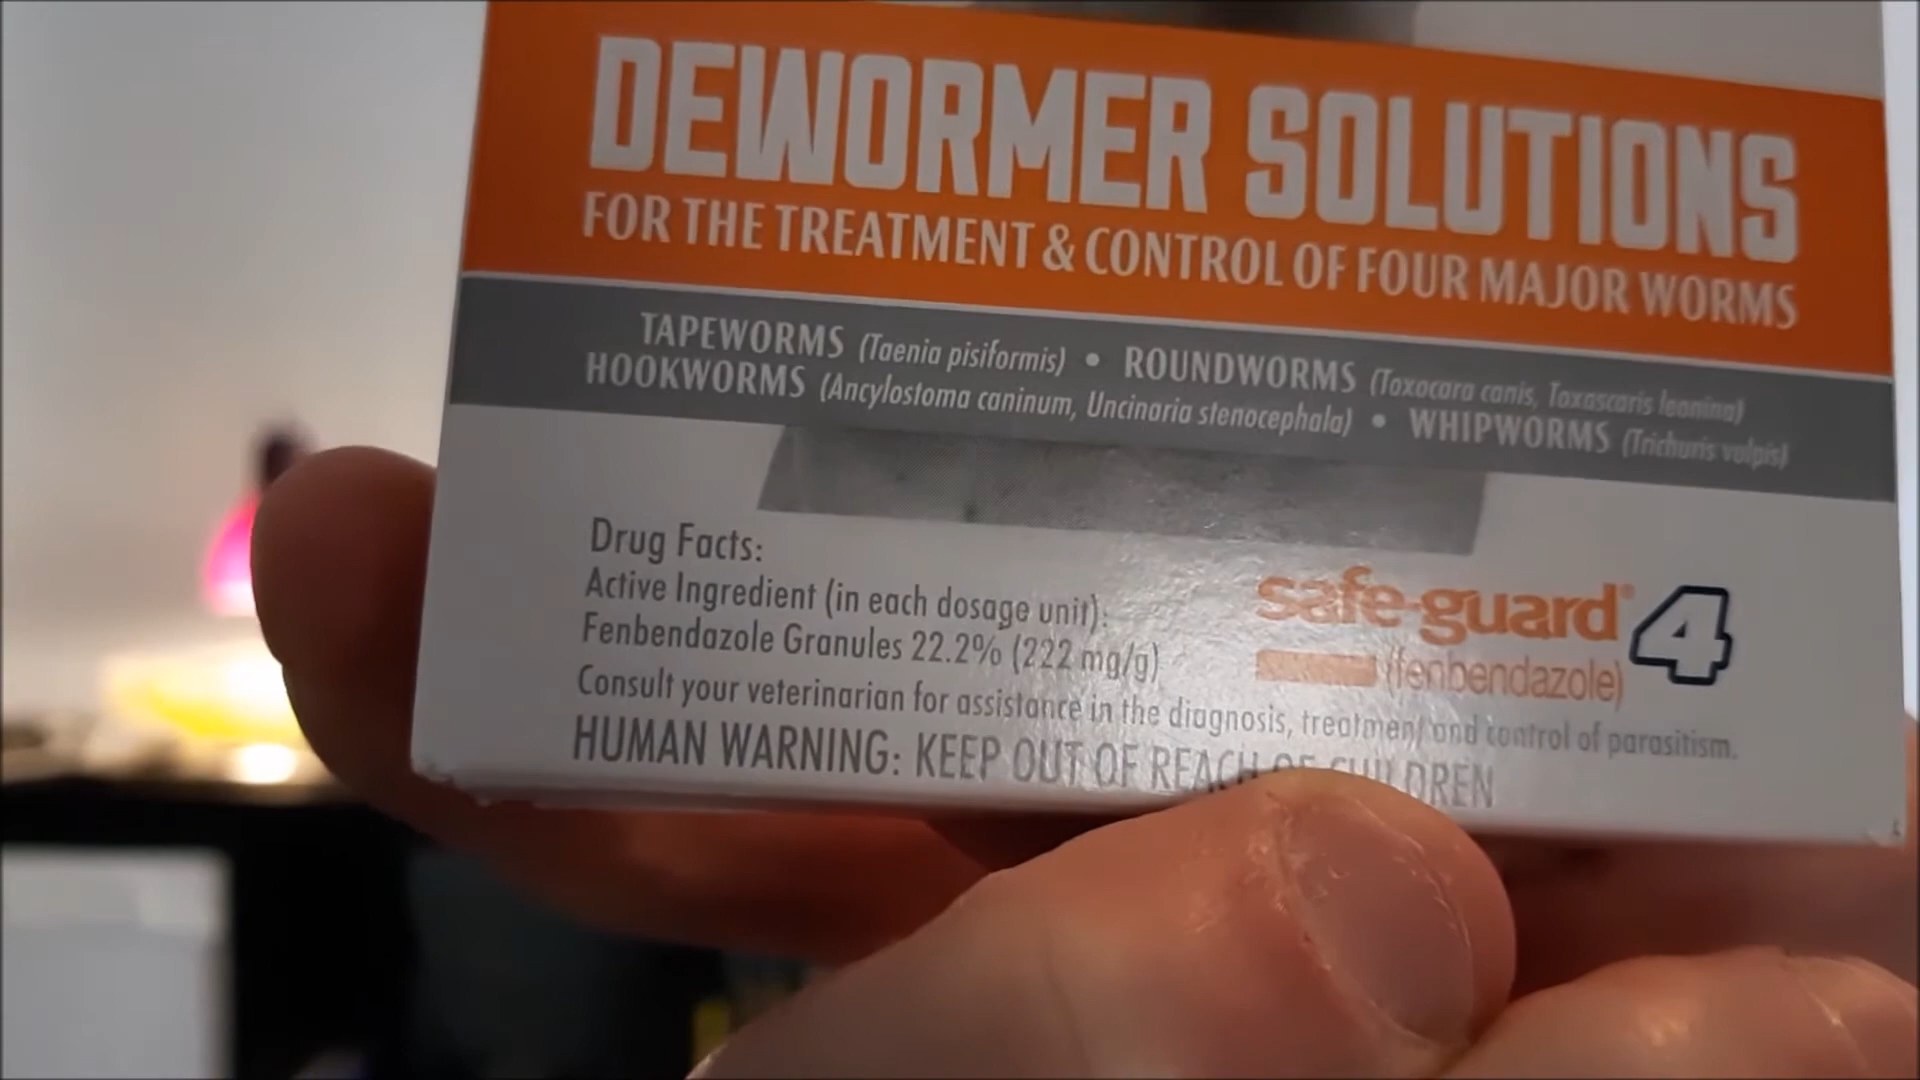 DEWORMER SOLUTIONS
FOR THE TREATMENT & CONTROL OF FOUR MAJOR WORMS
TAPEWORMS (Taenia pisiformis) • ROUNDWORMS (Toxocara canis, Toxascaris leonina)
HOOKWORMS (Ancylostoma caninum, Uncinaria stenocephala) • WHIPWORMS (Trichuris vulpis)
Drug Facts:
Active Ingredient (in each dosage unit):
Fenbendazole Granules 22.2% (222 mg/g)
safe-guard® 4
(fenbendazole)
Consult your veterinarian for assistance in the diagnosis, treatment and control of parasitism.
HUMAN WARNING: KEEP OUT OF REACH OF CHILDREN